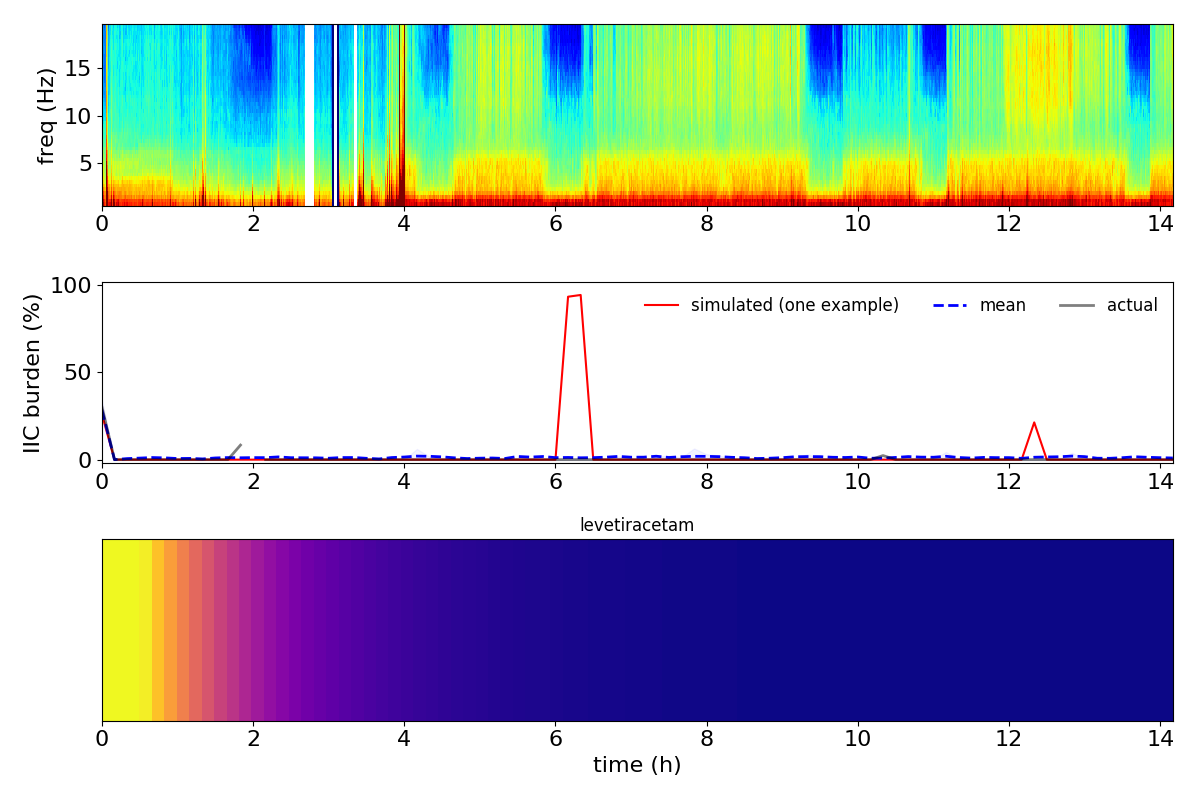 freq (Hz)
15
10
5
0 2 4 6 8 10 12 14
IIC burden (%)
100
50
0
simulated (one example) mean actual
0 2 4 6 8 10 12 14
levetiracetam
0 2 4 6 8 10 12 14
time (h)